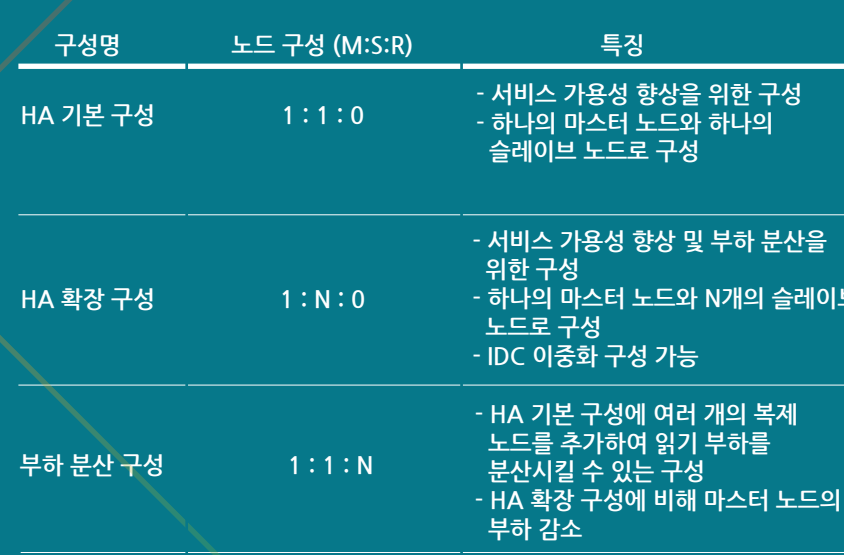 구성명 노드 구성 (M:S:R) 특징
HA 기본 구성 1 : 1 : 0
- 서비스 가용성 향상을 위한 구성
- 하나의 마스터 노드와 하나의
슬레이브 노드로 구성
HA 확장 구성 1 : N : 0
- 서비스 가용성 향상 및 부하 분산을
위한 구성
- 하나의 마스터 노드와 N개의 슬레이브
노드로 구성
- IDC 이중화 구성 가능
부하 분산 구성 1 : 1 : N
- HA 기본 구성에 여러 개의 복제
노드를 추가하여 읽기 부하를
분산시킬 수 있는 구성
- HA 확장 구성에 비해 마스터 노드의
부하 감소